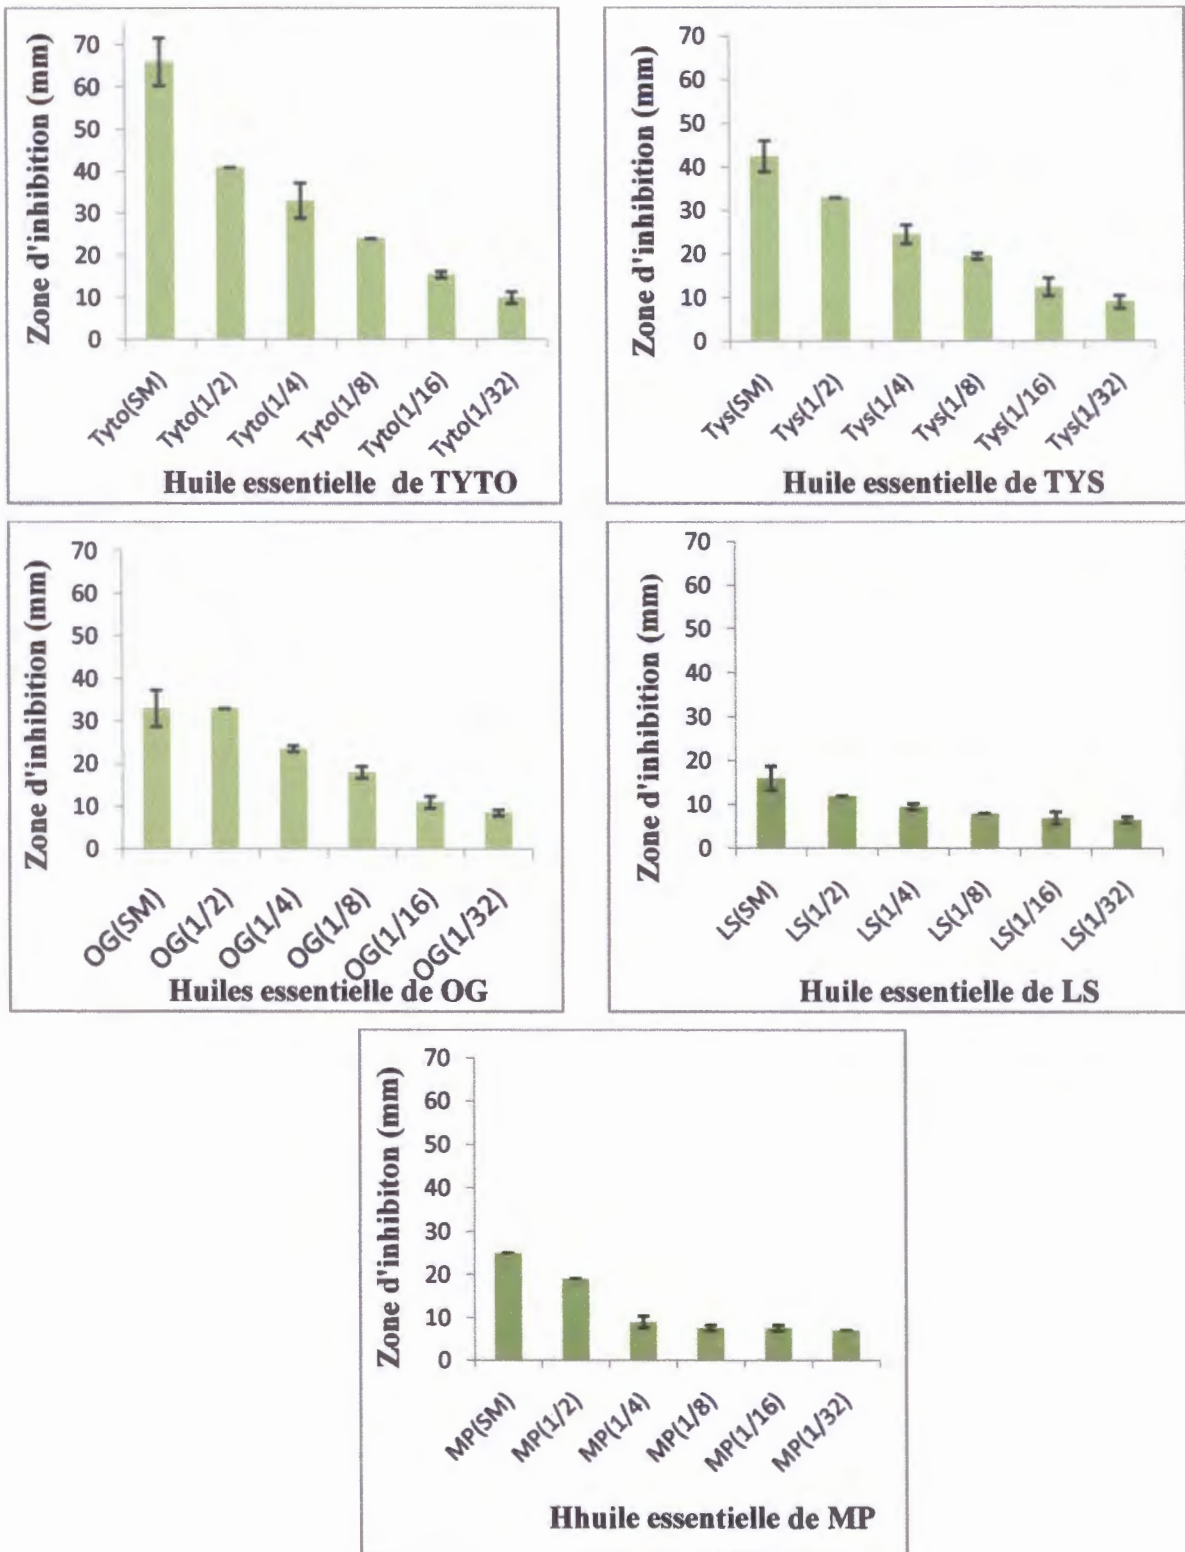 Zone d'inhibition (mm)
70
60
50
40
30
20
10
0
Tyto(SM)
Tyto(1/2)
Tyto(1/4)
Tyto(1/8)
Tyto(1/16)
Tyto(1/32)
Huile essentielle de TYTO
Zone d'inhibition (mm)
70
60
50
40
30
20
10
0
Tys(SM)
Tys(1/2)
Tys(1/4)
Tys(1/8)
Tys(1/16)
Tys(1/32)
Huile essentielle de TYS
Zone d'inhibition (mm)
70
60
50
40
30
20
10
0
OG(SM)
OG(1/2)
OG(1/4)
OG(1/8)
OG(1/16)
OG(1/32)
Huiles essentielle de OG
Zone d'inhibition (mm)
70
60
50
40
30
20
10
0
LS(SM)
LS(1/2)
LS(1/4)
LS(1/8)
LS(1/16)
LS(1/32)
Huile essentielle de LS
Zone d'inhibiton (mm)
70
60
50
40
30
20
10
0
MP(SM)
MP(1/2)
MP(1/4)
MP(1/8)
MP(1/16)
MP(1/32)
Hhuile essentielle de MP